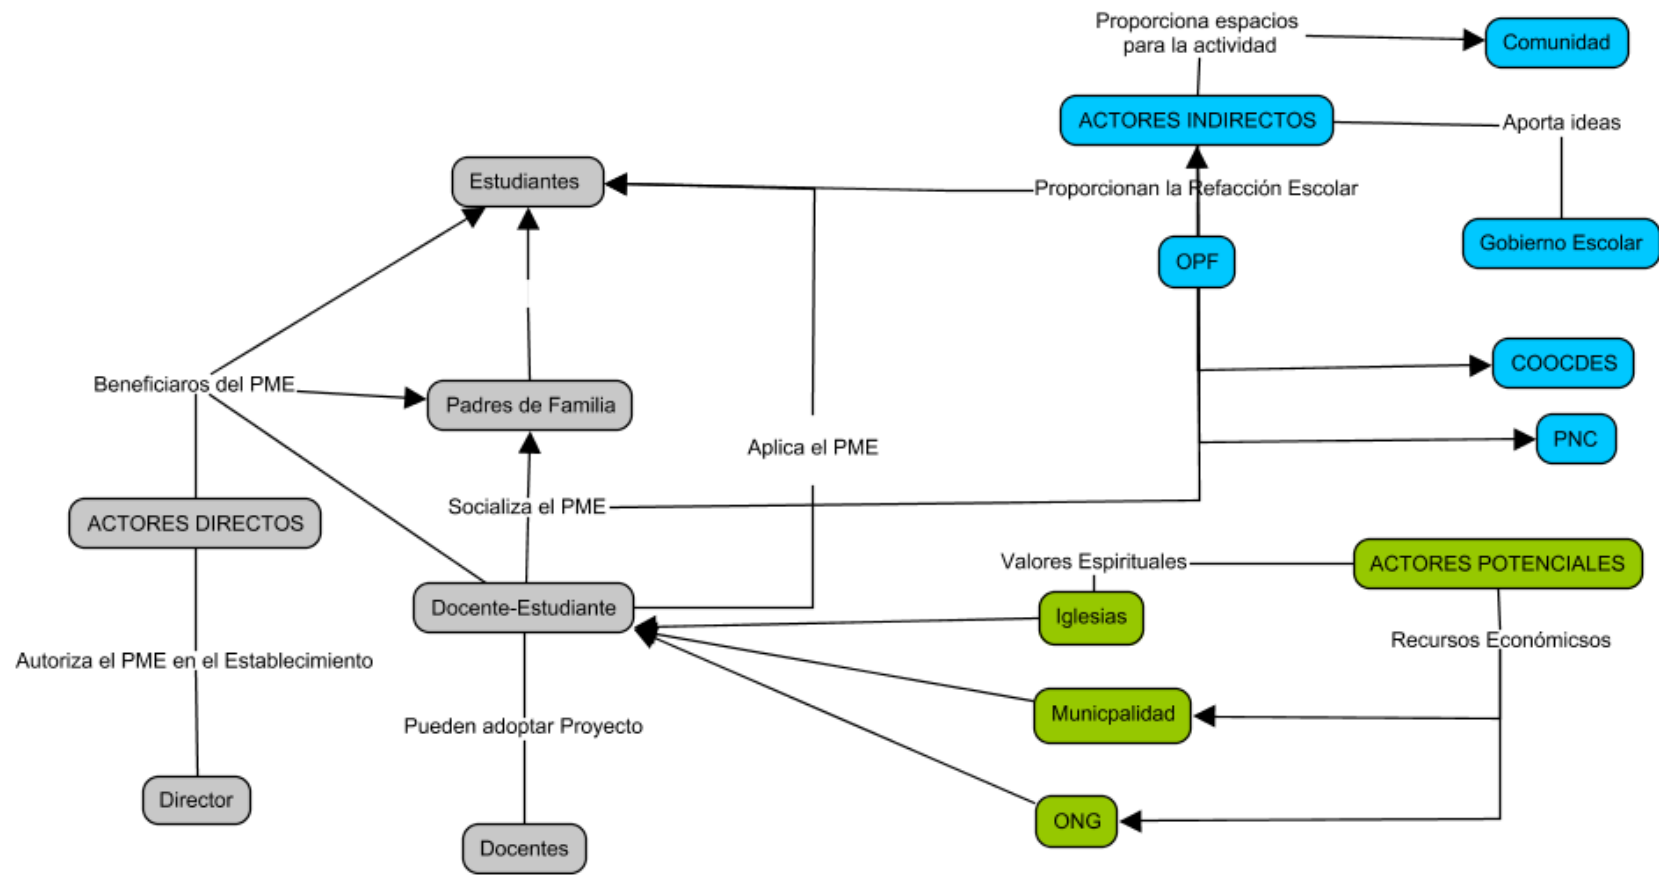 Proporciona espacios
para la actividad
Comunidad
ACTORES INDIRECTOS
Aporta ideas
Estudiantes
Proporcionan la Refacción Escolar
Gobierno Escolar
OPF
COOCDES
Beneficiaros del PME
Padres de Familia
PNC
Aplica el PME
Socializa el PME
ACTORES DIRECTOS
Valores Espirituales
ACTORES POTENCIALES
Docente-Estudiante
Iglesias
Recursos Económicsos
Autoriza el PME en el Establecimiento
Municpalidad
Pueden adoptar Proyecto
Director
ONG
Docentes